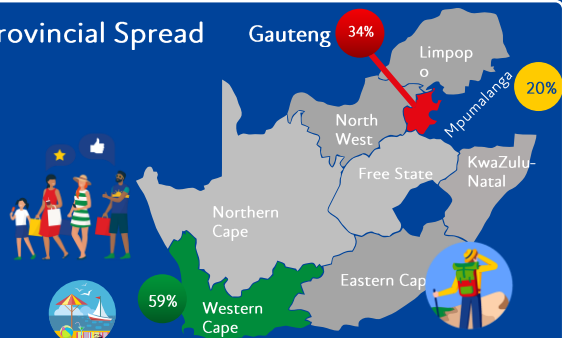 rovincial Spread
Gauteng
34%
Limpop
o
Mpumalanga
20%
North
West
Free State
KwaZulu-
Natal
Northern
Cape
Eastern Cap
59%
Western
Cape